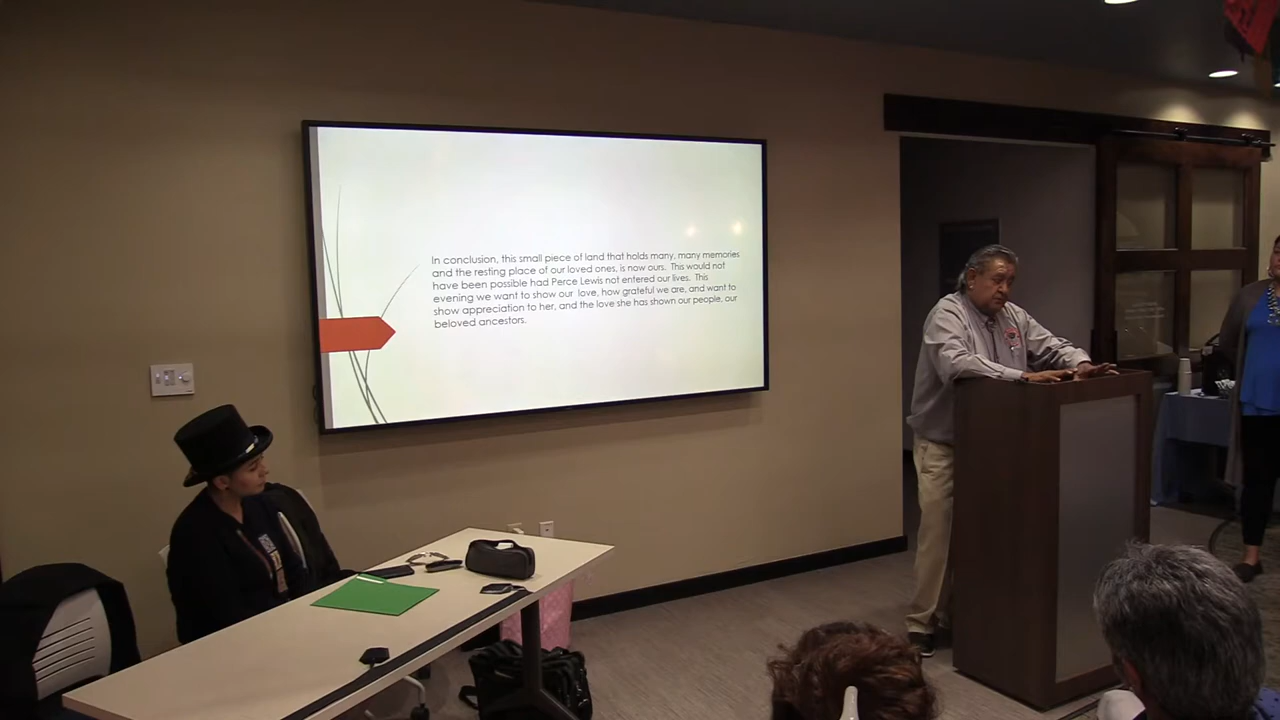 In conclusion, this small piece of land that holds many, many memories
and the resting place of our loved ones, is now ours. This would not
have been possible had Perce Lewis not entered our lives. This
evening we want to show our love, how grateful we are, and want to
show appreciation to her, and the love she has shown our people, our
beloved ancestors.